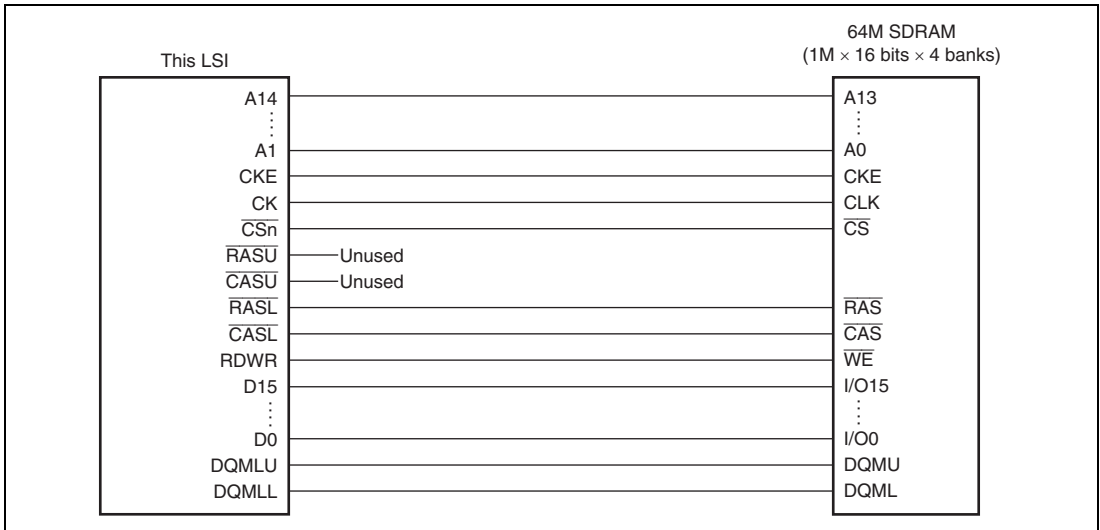 64M SDRAM
(1M × 16 bits × 4 banks)
This LSI
A14 A13
A1 A0
CKE CKE
CK CLK
CSn CS
RASU Unused
CASU Unused
RASL RAS
CASL CAS
RDWR WE
D15 I/O15
D0 I/O0
DQMLU DQMU
DQMLL DQML